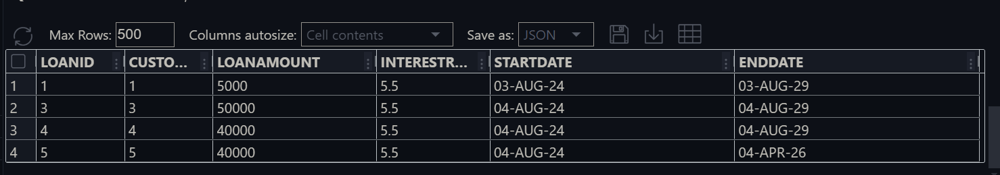 Max Rows: 500 Columns autosize: Cell contents Save as: JSON
LOANID CUSTO... LOANAMOUNT INTERESTR... STARTDATE ENDDATE
1 1 1 5000 5.5 03-AUG-24 03-AUG-29
2 3 3 50000 5.5 04-AUG-24 04-AUG-29
3 4 4 40000 5.5 04-AUG-24 04-AUG-29
4 5 5 40000 5.5 04-AUG-24 04-APR-26